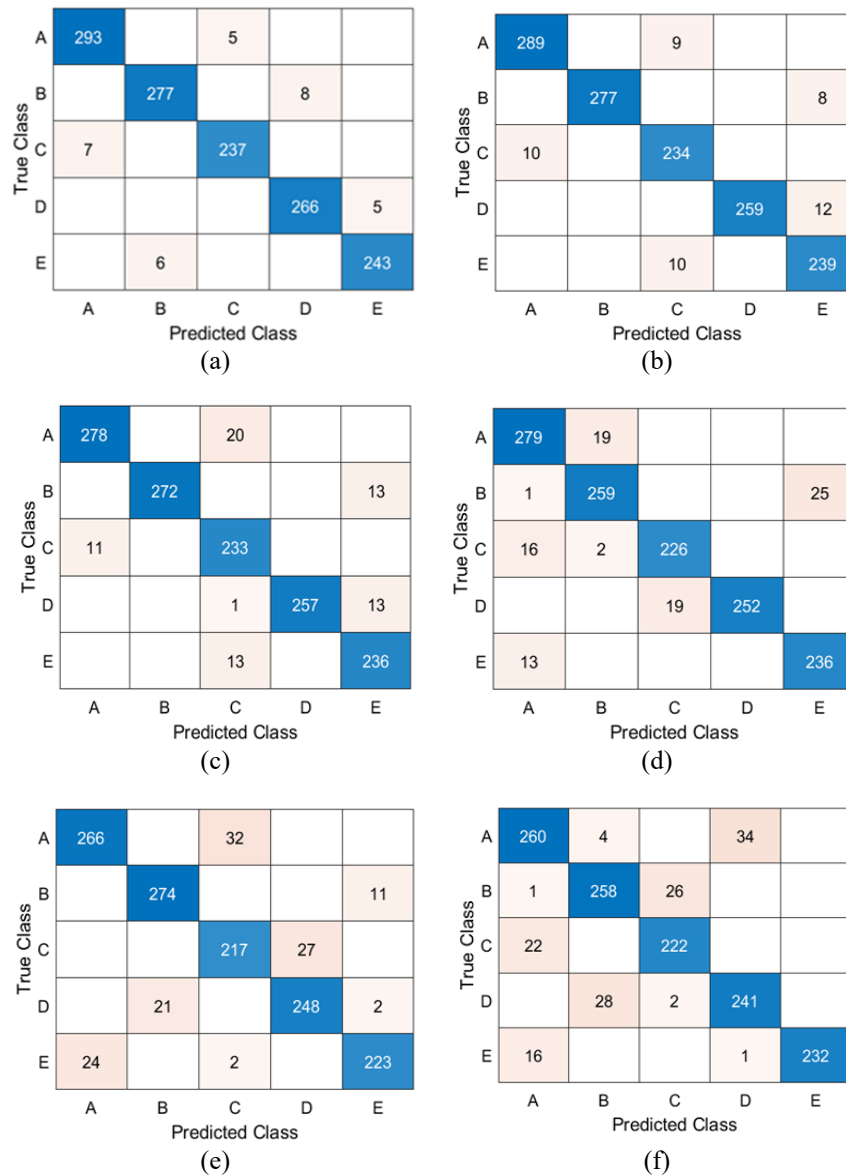 A 293 5
B 277 8
C 7 237
D 266 5
E 6 243
A B C D E
True Class
Predicted Class
(a)
A 289 9
B 277 8
C 10 234
D 259 12
E 10 239
A B C D E
True Class
Predicted Class
(b)
A 278 20
B 272 13
C 11 233
D 1 257 13
E 13 236
A B C D E
True Class
Predicted Class
(c)
A 279 19
B 1 259 25
C 16 2 226
D 19 252
E 13 236
A B C D E
True Class
Predicted Class
(d)
A 266 32
B 274 11
C 217 27
D 21 248 2
E 24 2 223
A B C D E
True Class
Predicted Class
(e)
A 260 4 34
B 1 258 26
C 22 222
D 28 2 241
E 16 1 232
A B C D E
True Class
Predicted Class
(f)